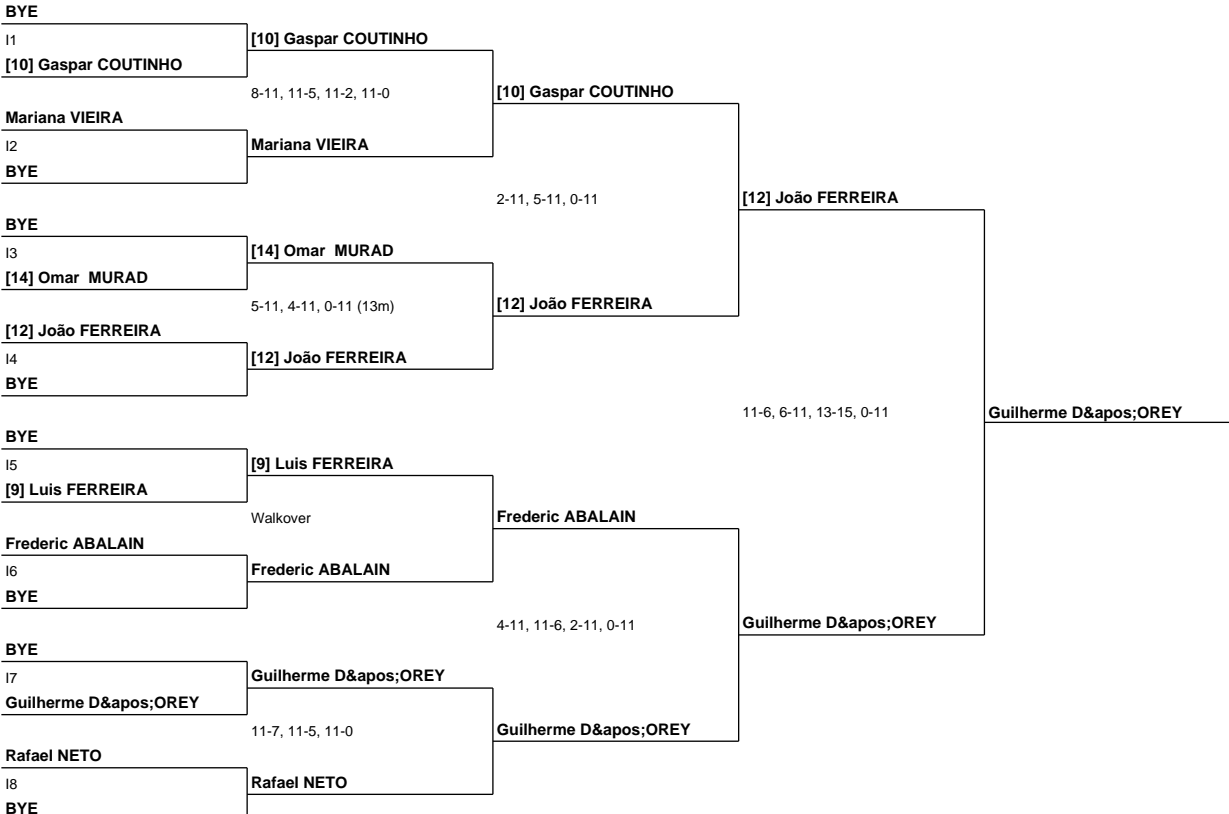 BYE
I1
[10] Gaspar COUTINHO
[10] Gaspar COUTINHO
8-11, 11-5, 11-2, 11-0
[10] Gaspar COUTINHO
Mariana VIEIRA
I2
Mariana VIEIRA
BYE
2-11, 5-11, 0-11
[12] João FERREIRA
BYE
I3
[14] Omar MURAD
[14] Omar MURAD
5-11, 4-11, 0-11 (13m)
[12] João FERREIRA
[12] João FERREIRA
I4
[12] João FERREIRA
BYE
11-6, 6-11, 13-15, 0-11
Guilherme D&apos;OREY
BYE
I5
[9] Luis FERREIRA
[9] Luis FERREIRA
Walkover
Frederic ABALAIN
Frederic ABALAIN
I6
Frederic ABALAIN
BYE
4-11, 11-6, 2-11, 0-11
Guilherme D&apos;OREY
BYE
I7
Guilherme D&apos;OREY
Guilherme D&apos;OREY
11-7, 11-5, 11-0
Guilherme D&apos;OREY
Rafael NETO
I8
Rafael NETO
BYE